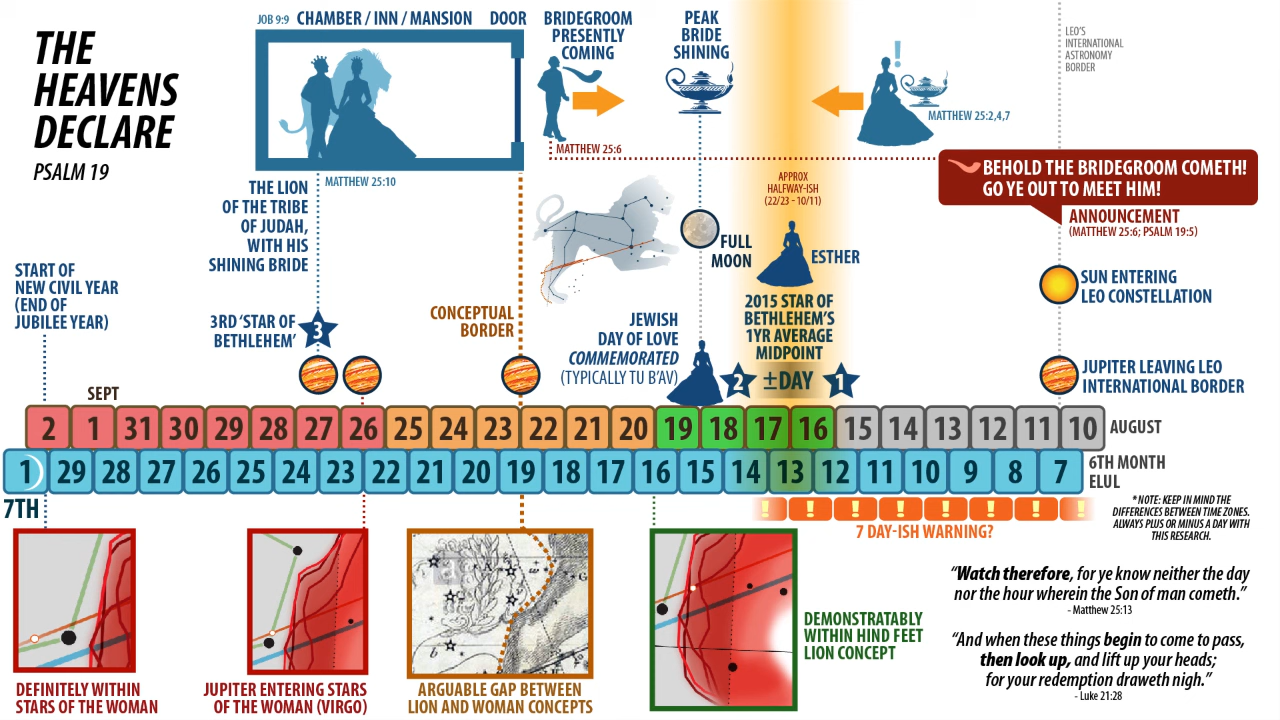 THE
HEAVENS
DECLARE
PSALM 19
JOB 9:9 CHAMBER / INN / MANSION DOOR
BRIDEGROOM
PRESENTLY
COMING
PEAK
BRIDE
SHINING
LEO'S
INTERNATIONAL
ASTRONOMY
BORDER
!
MATTHEW 25:2,4,7
MATTHEW 25:6
MATTHEW 25:10
BEHOLD THE BRIDEGROOM COMETH!
GO YE OUT TO MEET HIM!
ANNOUNCEMENT
(MATTHEW 25:6; PSALM 19:5)
APPROX
HALFWAY-ISH
(22/23 - 10/11)
THE LION
OF THE TRIBE
OF JUDAH,
WITH HIS
SHINING BRIDE
FULL
MOON
ESTHER
START OF
NEW CIVIL YEAR
(END OF
JUBILEE YEAR)
SUN ENTERING
LEO CONSTELLATION
3RD 'STAR OF
BETHLEHEM'
3
CONCEPTUAL
BORDER
JEWISH
DAY OF LOVE
COMMEMORATED
(TYPICALLY TU B'AV)
2015 STAR OF
BETHLEHEM'S
1YR AVERAGE
MIDPOINT
2 ±DAY 1
JUPITER LEAVING LEO
INTERNATIONAL BORDER
SEPT
2 1 31 30 29 28 27 26 25 24 23 22 21 20 19 18 17 16 15 14 13 12 11 10 AUGUST
1 29 28 27 26 25 24 23 22 21 20 19 18 17 16 15 14 13 12 11 10 9 8 7
6TH MONTH
ELUL
7TH
! ! ! ! ! ! ! !
7 DAY-ISH WARNING?
*NOTE: KEEP IN MIND THE
DIFFERENCES BETWEEN TIME ZONES.
ALWAYS PLUS OR MINUS A DAY WITH
THIS RESEARCH.
"Watch therefore, for ye know neither the day
nor the hour wherein the Son of man cometh."
- Matthew 25:13
"And when these things begin to come to pass,
then look up, and lift up your heads;
for your redemption draweth nigh."
- Luke 21:28
DEFINITELY WITHIN
STARS OF THE WOMAN
JUPITER ENTERING STARS
OF THE WOMAN (VIRGO)
ARGUABLE GAP BETWEEN
LION AND WOMAN CONCEPTS
DEMONSTRATABLY
WITHIN HIND FEET
LION CONCEPT